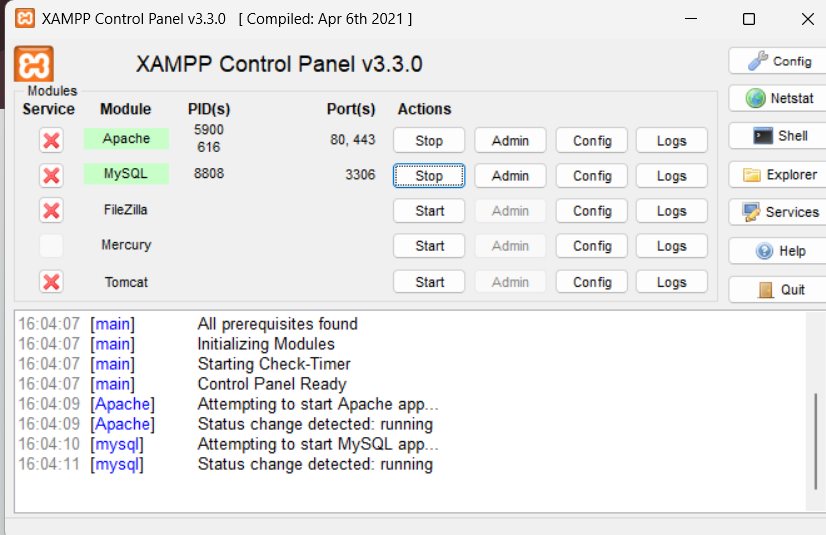 XAMPP Control Panel v3.3.0 [ Compiled: Apr 6th 2021 ]
XAMPP Control Panel v3.3.0
Config
Modules
Service Module PID(s) Port(s) Actions
Netstat
Apache 5900 616 80, 443 Stop Admin Config Logs
Shell
MySQL 8808 3306 Stop Admin Config Logs
Explorer
FileZilla Start Admin Config Logs
Services
Mercury Start Admin Config Logs
Help
Tomcat Start Admin Config Logs
Quit
16:04:07 [main] All prerequisites found
16:04:07 [main] Initializing Modules
16:04:07 [main] Starting Check-Timer
16:04:07 [main] Control Panel Ready
16:04:09 [Apache] Attempting to start Apache app...
16:04:09 [Apache] Status change detected: running
16:04:10 [mysql] Attempting to start MySQL app...
16:04:11 [mysql] Status change detected: running